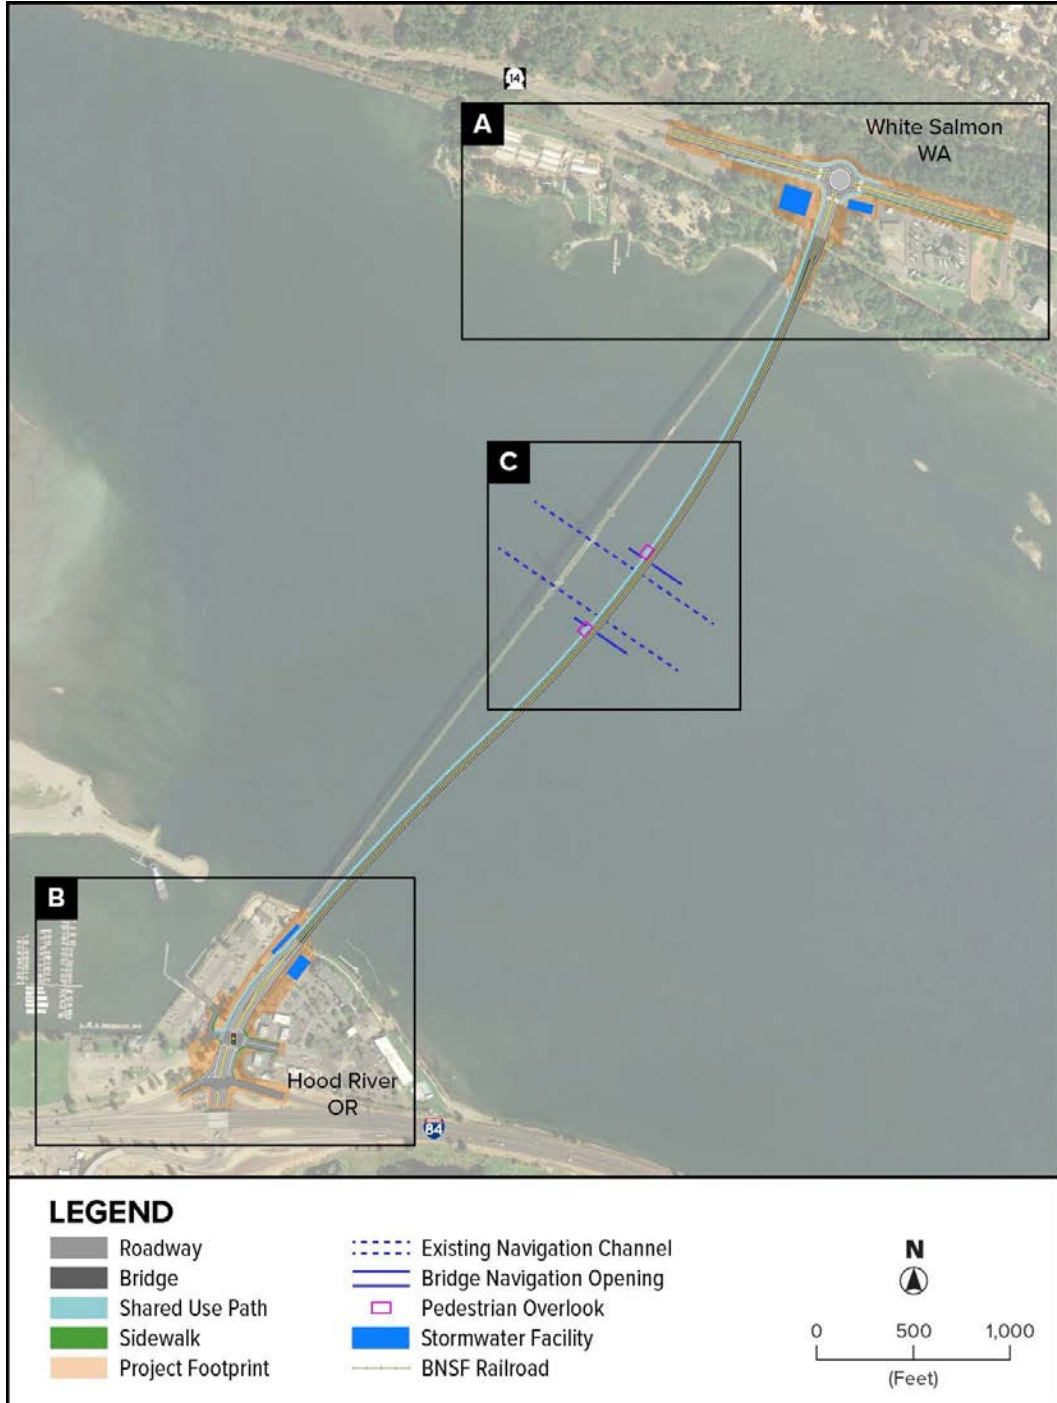 14
A
White Salmon
WA
C
B
Hood River
OR
84
LEGEND
Roadway
Bridge
Shared Use Path
Sidewalk
Project Footprint
Existing Navigation Channel
Bridge Navigation Opening
Pedestrian Overlook
Stormwater Facility
BNSF Railroad
N
0 500 1,000
(Feet)